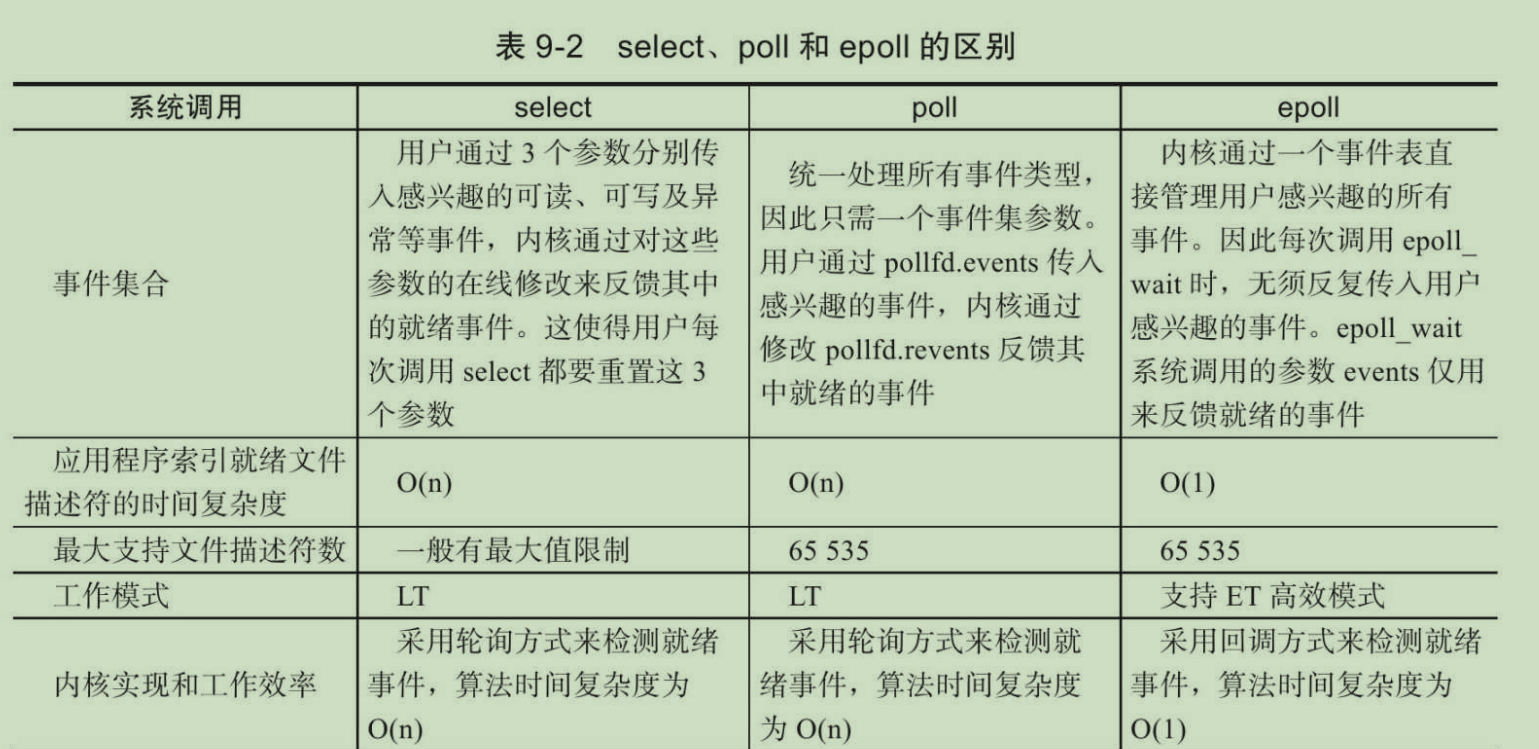 表 9-2 select、poll 和 epoll 的区别
系统调用
select
poll
epoll
事件集合
用户通过 3 个参数分别传
入感兴趣的可读、可写及异
常等事件，内核通过对这些
参数的在线修改来反馈其中
的就绪事件。这使得用户每
次调用 select 都要重置这 3
个参数
统一处理所有事件类型，
因此只需一个事件集参数。
用户通过 pollfd.events 传入
感兴趣的事件，内核通过
修改 pollfd.revents 反馈其
中就绪的事件
内核通过一个事件表直
接管理用户感兴趣的所有
事件。因此每次调用 epoll_
wait 时，无须反复传入用户
感兴趣的事件。epoll_wait
系统调用的参数 events 仅用
来反馈就绪的事件
应用程序索引就绪文件
描述符的时间复杂度
O(n)
O(n)
O(1)
最大支持文件描述符数
一般有最大值限制
65 535
65 535
工作模式
LT
LT
支持 ET 高效模式
内核实现和工作效率
采用轮询方式来检测就绪
事件，算法时间复杂度为
O(n)
采用轮询方式来检测就
绪事件，算法时间复杂度
为 O(n)
采用回调方式来检测就绪
事件，算法时间复杂度为
O(1)